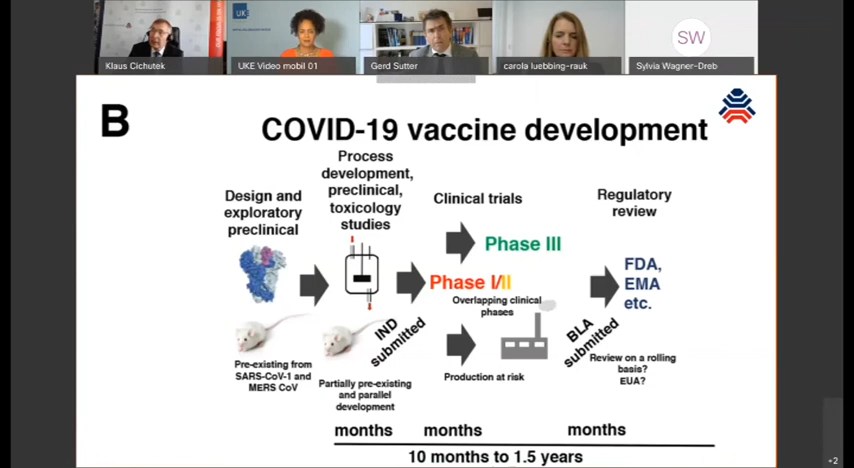 Klaus Cichutek
UKE Video mobil 01
Gerd Sutter
carola luebbing-rauk
SW
Sylvia Wagner-Dreb
UK
B
COVID-19 vaccine development
Design and
exploratory
preclinical
Process
development,
preclinical,
toxicology
studies
Clinical trials
Regulatory
review
Phase III
Phase I/II
Overlapping clinical
phases
FDA,
EMA
etc.
IND
submitted
BLA
submitted
Pre-existing from
SARS-CoV-1 and
MERS CoV
Partially pre-existing
and parallel
development
Production at risk
Review on a rolling
basis?
EUA?
months
months
months
10 months to 1.5 years
+2